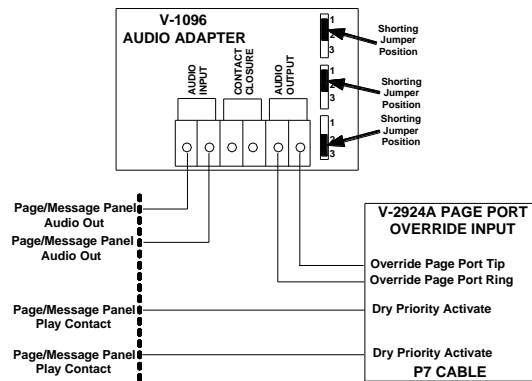 V-1096
AUDIO ADAPTER
AUDIO
INPUT
CONTACT
CLOSURE
AUDIO
OUTPUT
1
2
3
Shorting
Jumper
Position
1
2
3
Shorting
Jumper
Position
1
2
3
Shorting
Jumper
Position
Page/Message Panel
Audio Out
Page/Message Panel
Audio Out
Page/Message Panel
Play Contact
Page/Message Panel
Play Contact
V-2924A PAGE PORT
OVERRIDE INPUT
Override Page Port Tip
Override Page Port Ring
Dry Priority Activate
Dry Priority Activate
P7 CABLE